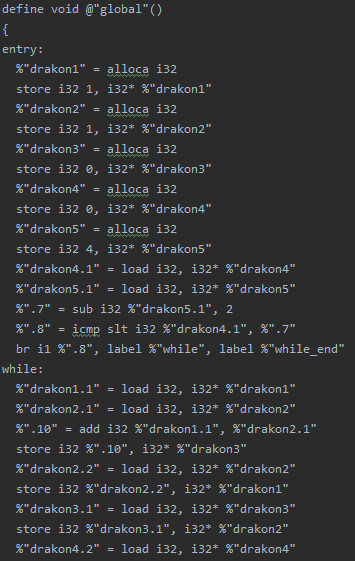 define void @"global"()
{
entry:
  %"drakon1" = alloca i32
  store i32 1, i32* %"drakon1"
  %"drakon2" = alloca i32
  store i32 1, i32* %"drakon2"
  %"drakon3" = alloca i32
  store i32 0, i32* %"drakon3"
  %"drakon4" = alloca i32
  store i32 0, i32* %"drakon4"
  %"drakon5" = alloca i32
  store i32 4, i32* %"drakon5"
  %"drakon4.1" = load i32, i32* %"drakon4"
  %"drakon5.1" = load i32, i32* %"drakon5"
  %".7" = sub i32 %"drakon5.1", 2
  %".8" = icmp slt i32 %"drakon4.1", %".7"
  br i1 %".8", label %"while", label %"while_end"
while:
  %"drakon1.1" = load i32, i32* %"drakon1"
  %"drakon2.1" = load i32, i32* %"drakon2"
  %".10" = add i32 %"drakon1.1", %"drakon2.1"
  store i32 %".10", i32* %"drakon3"
  %"drakon2.2" = load i32, i32* %"drakon2"
  store i32 %"drakon2.2", i32* %"drakon1"
  %"drakon3.1" = load i32, i32* %"drakon3"
  store i32 %"drakon3.1", i32* %"drakon2"
  %"drakon4.2" = load i32, i32* %"drakon4"